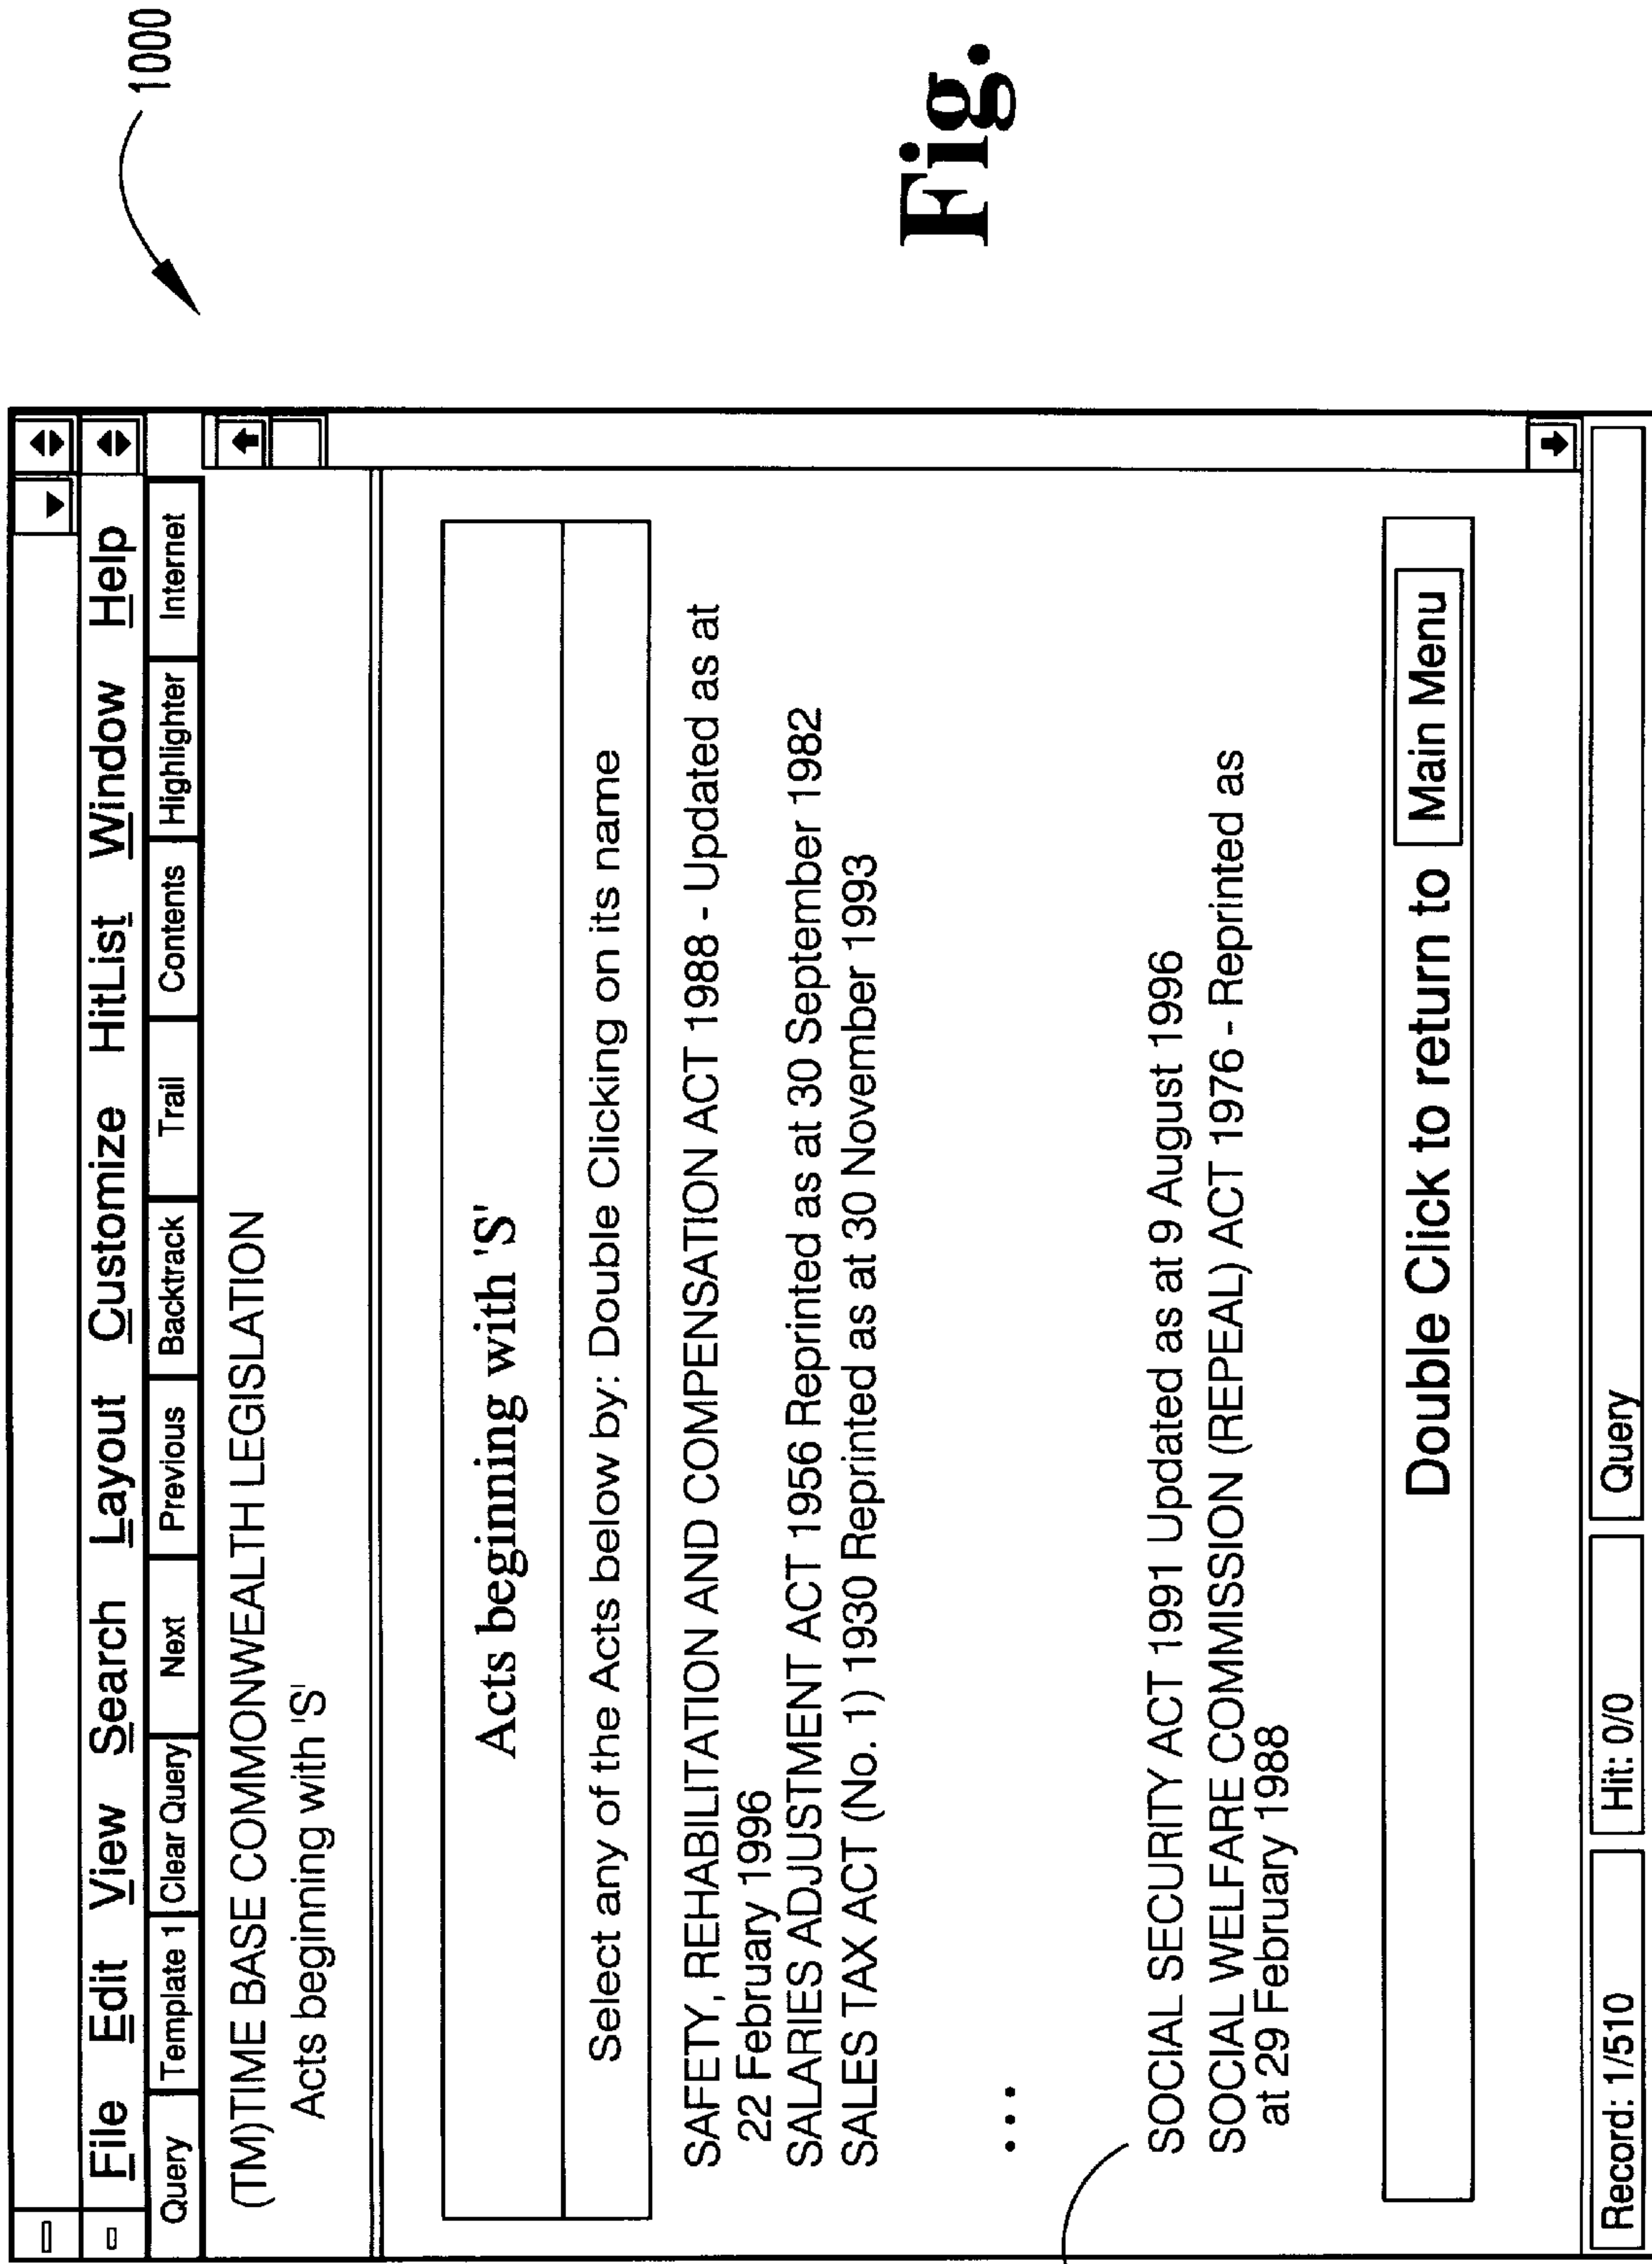 1000
File Edit View Search Layout Customize HitList Window Help
Query Template 1 Clear Query Next Previous Backtrack Trail Contents Highlighter Internet
(TM)TIME BASE COMMONWEALTH LEGISLATION
Acts beginning with 'S'
Acts beginning with 'S'
Select any of the Acts below by: Double Clicking on its name
SAFETY, REHABILITATION AND COMPENSATION ACT 1988 - Updated as at
22 February 1996
SALARIES ADJUSTMENT ACT 1956 Reprinted as at 30 September 1982
SALES TAX ACT (No. 1) 1930 Reprinted as at 30 November 1993
...
SOCIAL SECURITY ACT 1991 Updated as at 9 August 1996
SOCIAL WELFARE COMMISSION (REPEAL) ACT 1976 - Reprinted as
at 29 February 1988
Double Click to return to Main Menu
Record: 1/510 Hit: 0/0 Query
Fig.